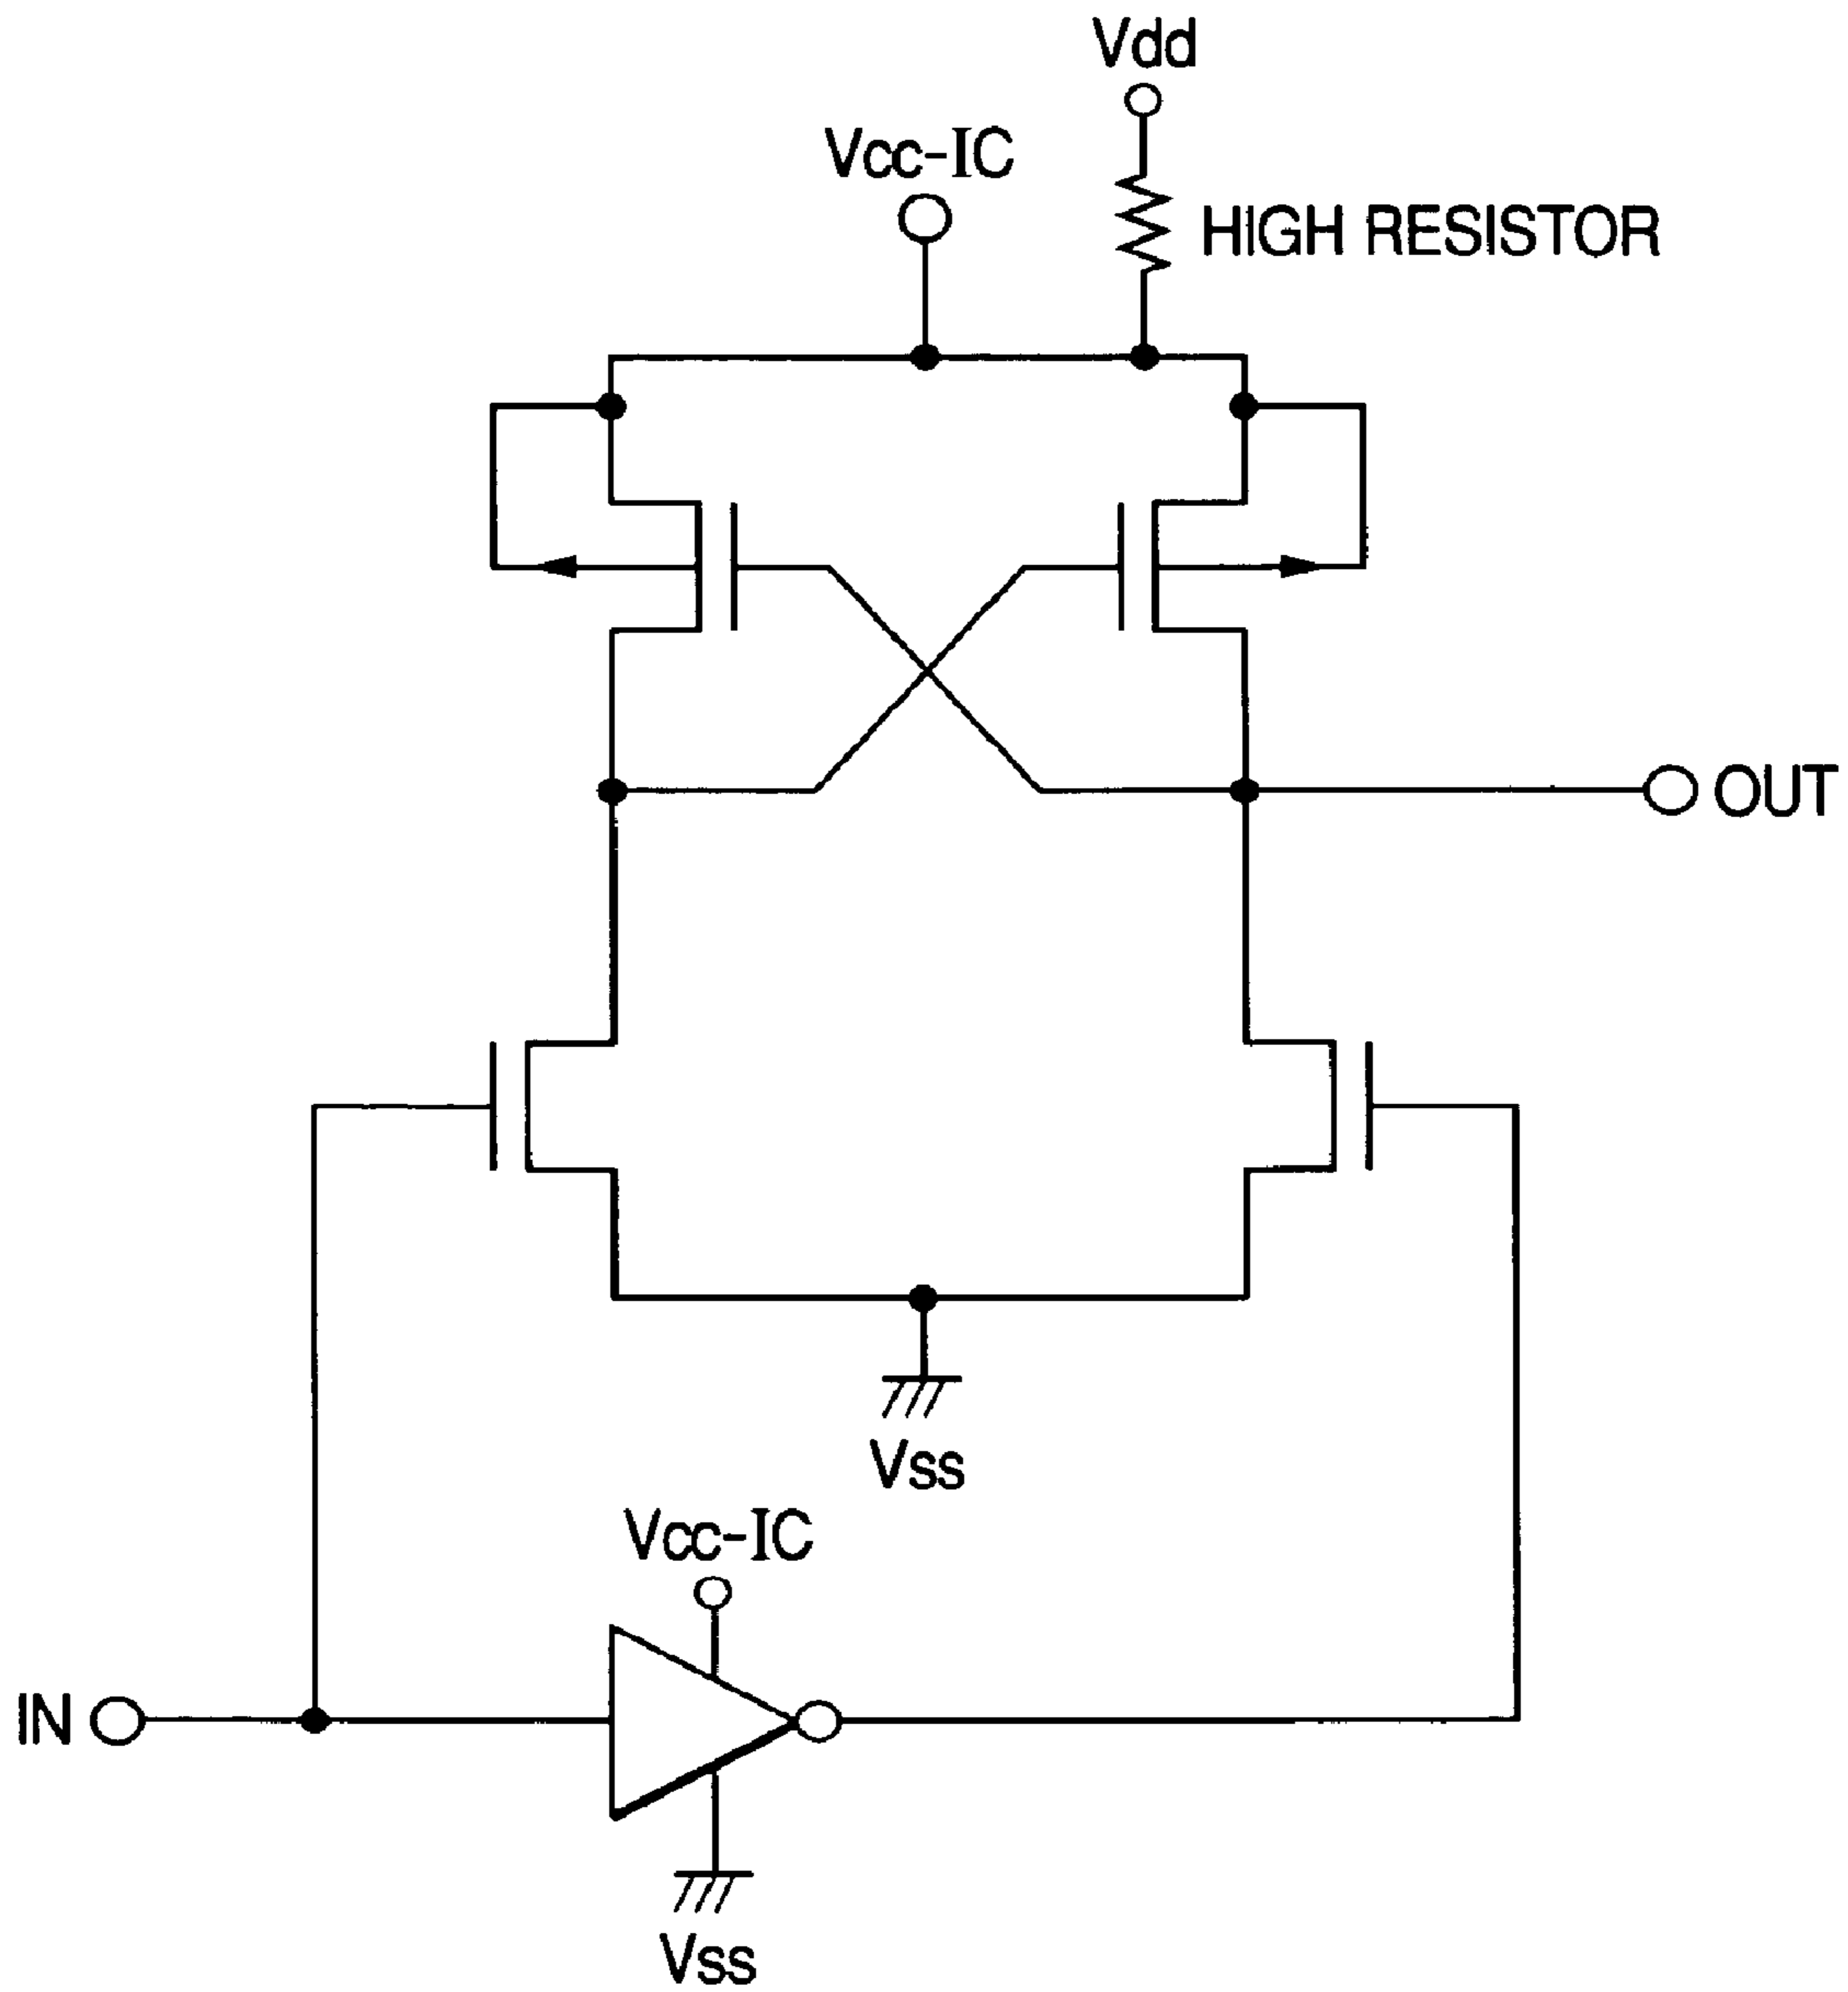 Vdd
Vcc-IC
HIGH RESISTOR
OUT
Vss
Vcc-IC
IN
Vss